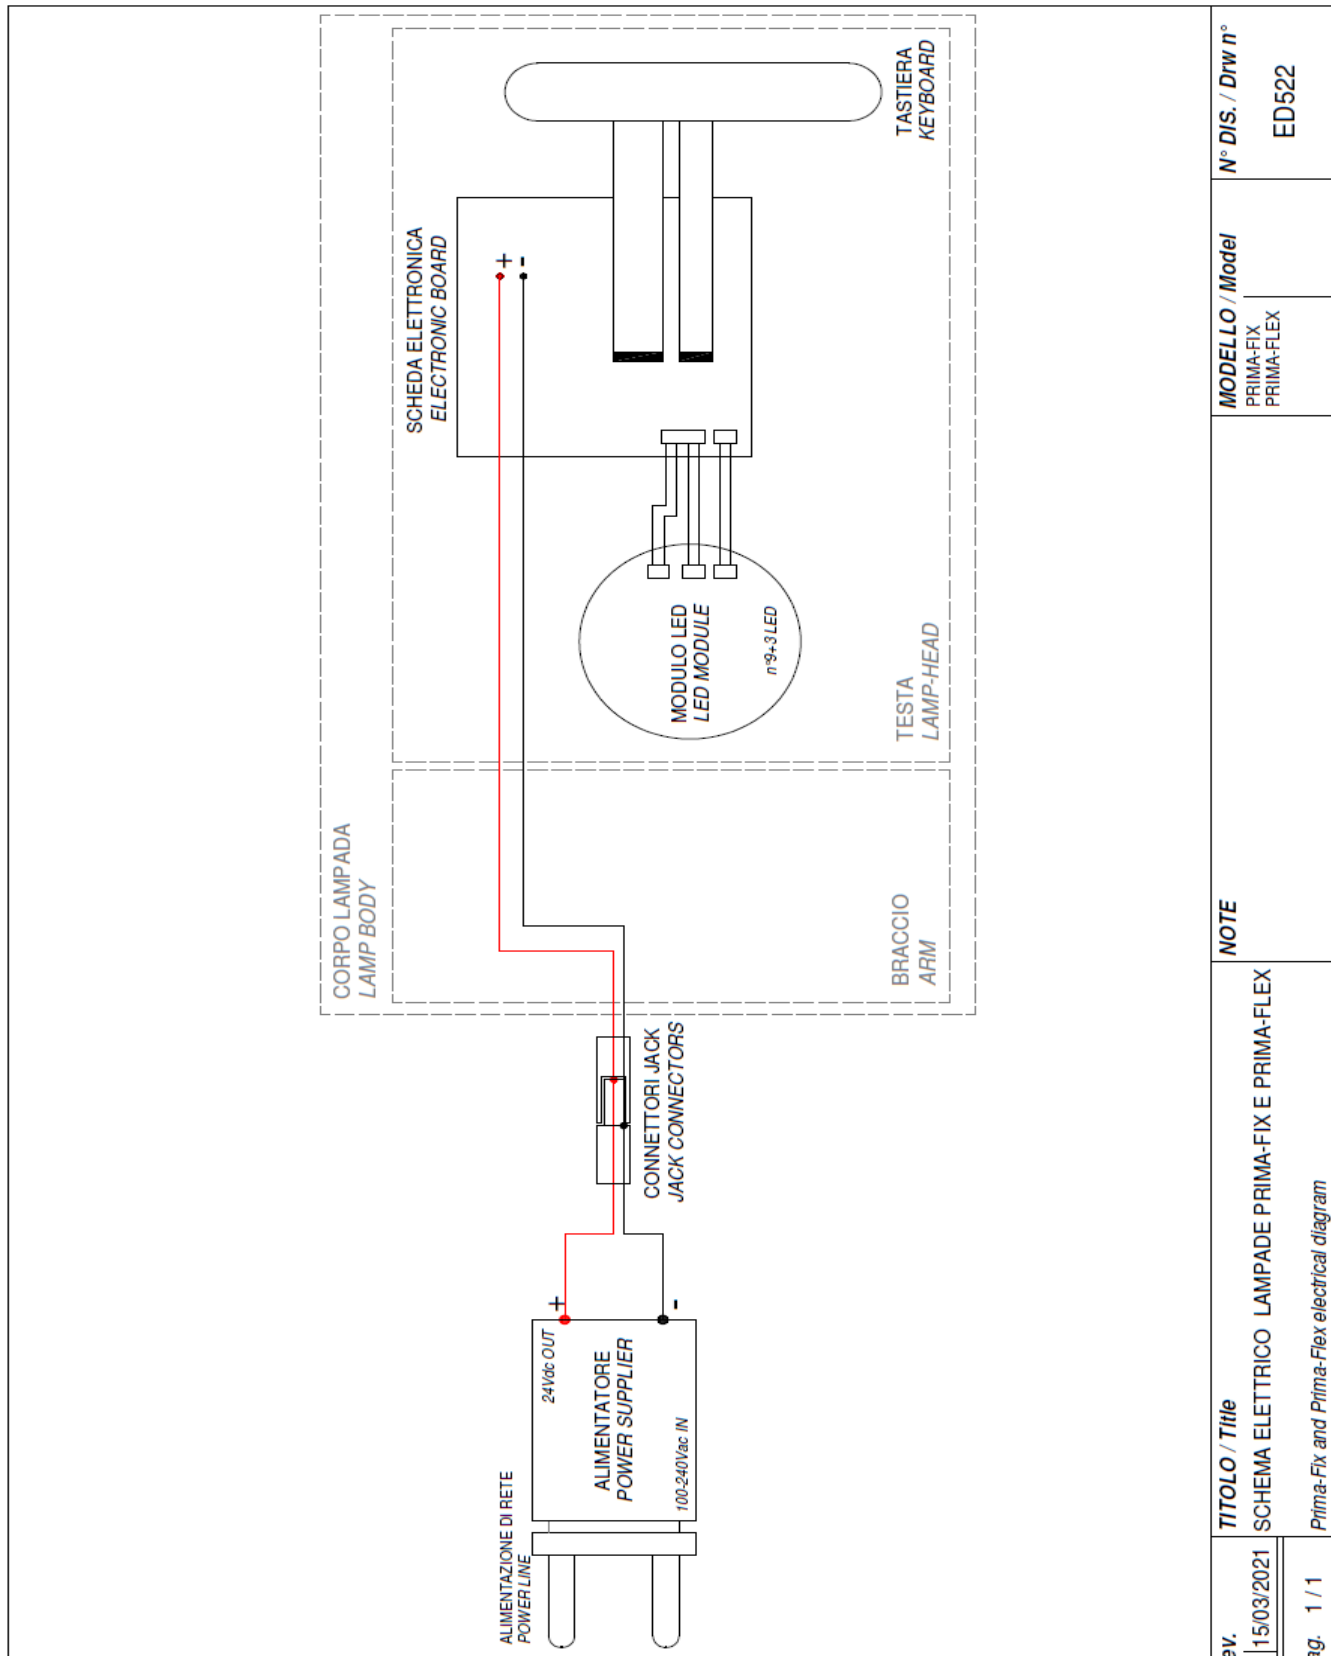 ALIMENTAZIONE DI RETE
POWER LINE
24Vdc OUT
+
-
ALIMENTATORE
POWER SUPPLIER
100-240Vac IN
CONNETTORI JACK
JACK CONNECTORS
CORPO LAMPADA
LAMP BODY
BRACCIO
ARM
SCHEDA ELETTRONICA
ELECTRONIC BOARD
+
-
MODULO LED
LED MODULE
n°9+3 LED
TESTA
LAMP-HEAD
TASTIERA
KEYBOARD
ev.
15/03/2021
ag. 1 / 1
TITOLO / Title
SCHEMA ELETTRICO LAMPADE PRIMA-FIX E PRIMA-FLEX
Prima-Fix and Prima-Flex electrical diagram
NOTE
MODELLO / Model
PRIMA-FIX
PRIMA-FLEX
N° DIS. / Drw n°
ED522